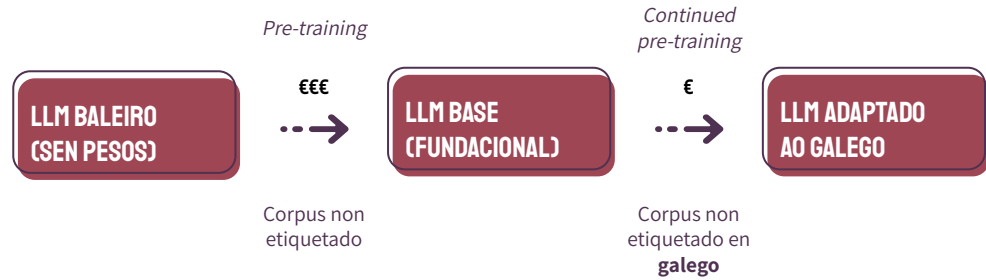 Pre-training
Continued
pre-training
€€€
€
LLM BALEIRO
(SEN PESOS)
LLM BASE
(FUNDACIONAL)
LLM ADAPTADO
AO GALEGO
Corpus non
etiquetado
Corpus non
etiquetado en
galego